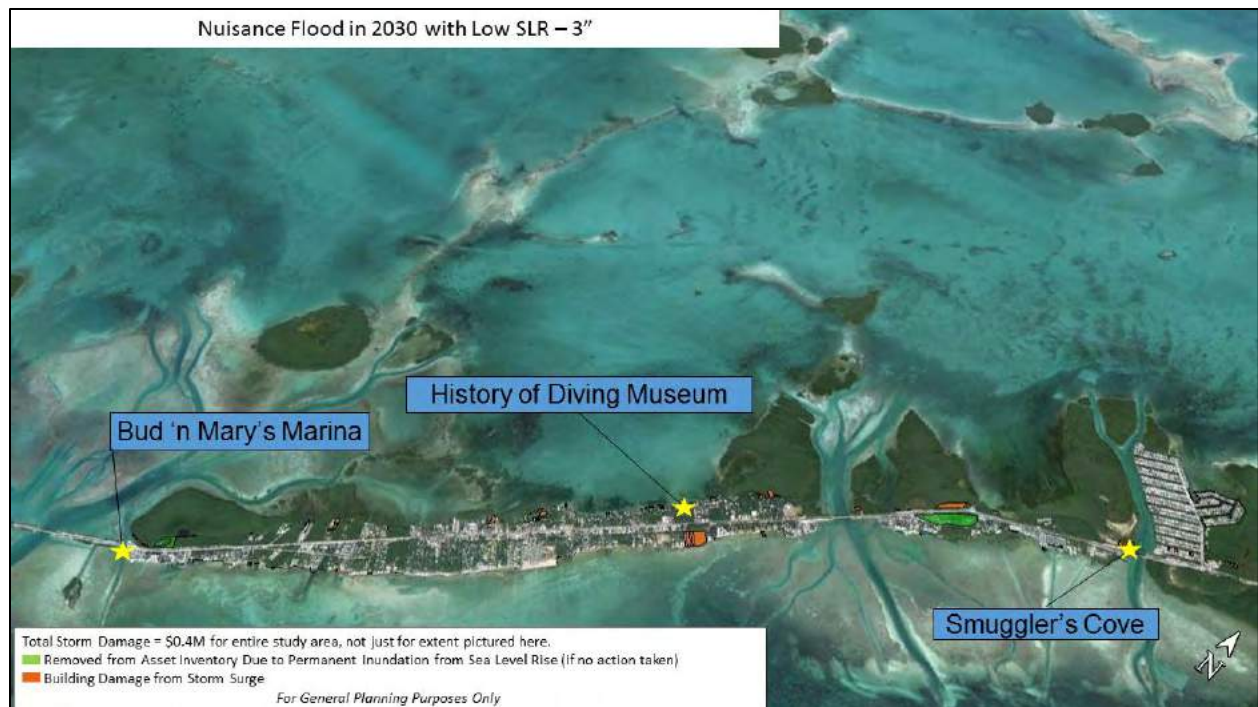 Nuisance Flood in 2030 with Low SLR – 3”
History of Diving Museum
Bud ‘n Mary’s Marina
Smuggler’s Cove
Total Storm Damage = $0.4M for entire study area, not just for extent pictured here.
Removed from Asset Inventory Due to Permanent Inundation from Sea Level Rise (if no action taken)
Building Damage from Storm Surge
For General Planning Purposes Only
N